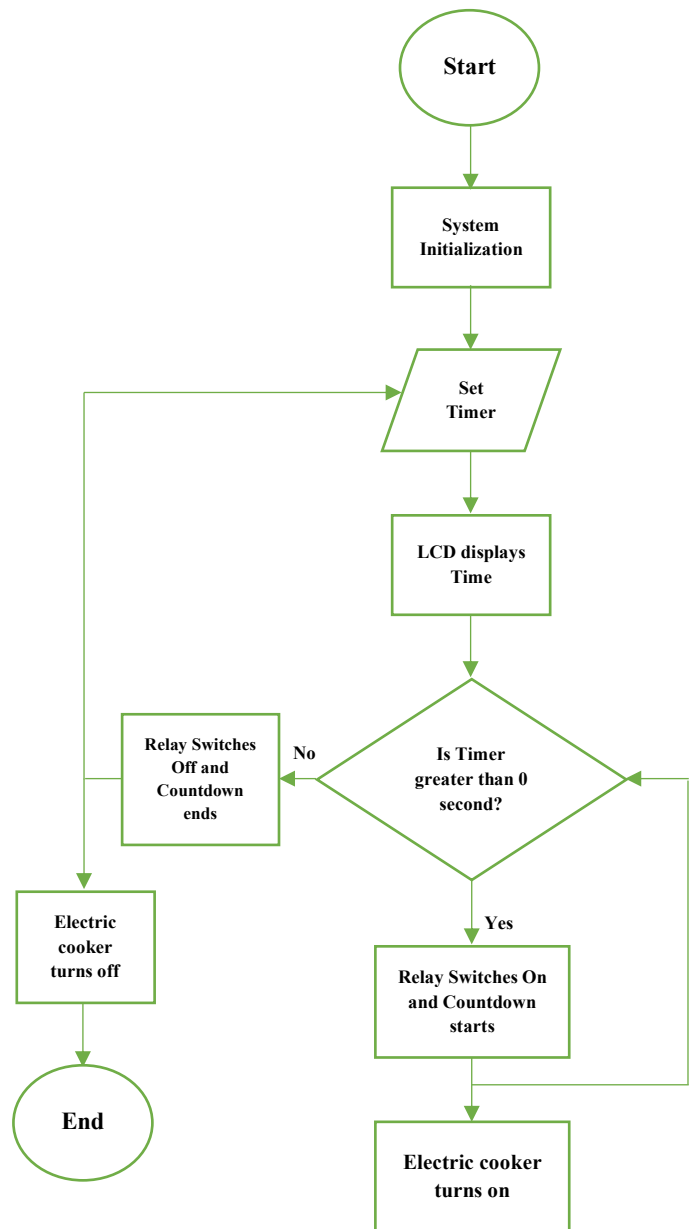 Start
System
Initialization
Set
Timer
LCD displays
Time
Is Timer
greater than 0
second?
No
Relay Switches
Off and
Countdown
ends
Yes
Electric
cooker
turns off
Relay Switches On
and Countdown
starts
End
Electric cooker
turns on